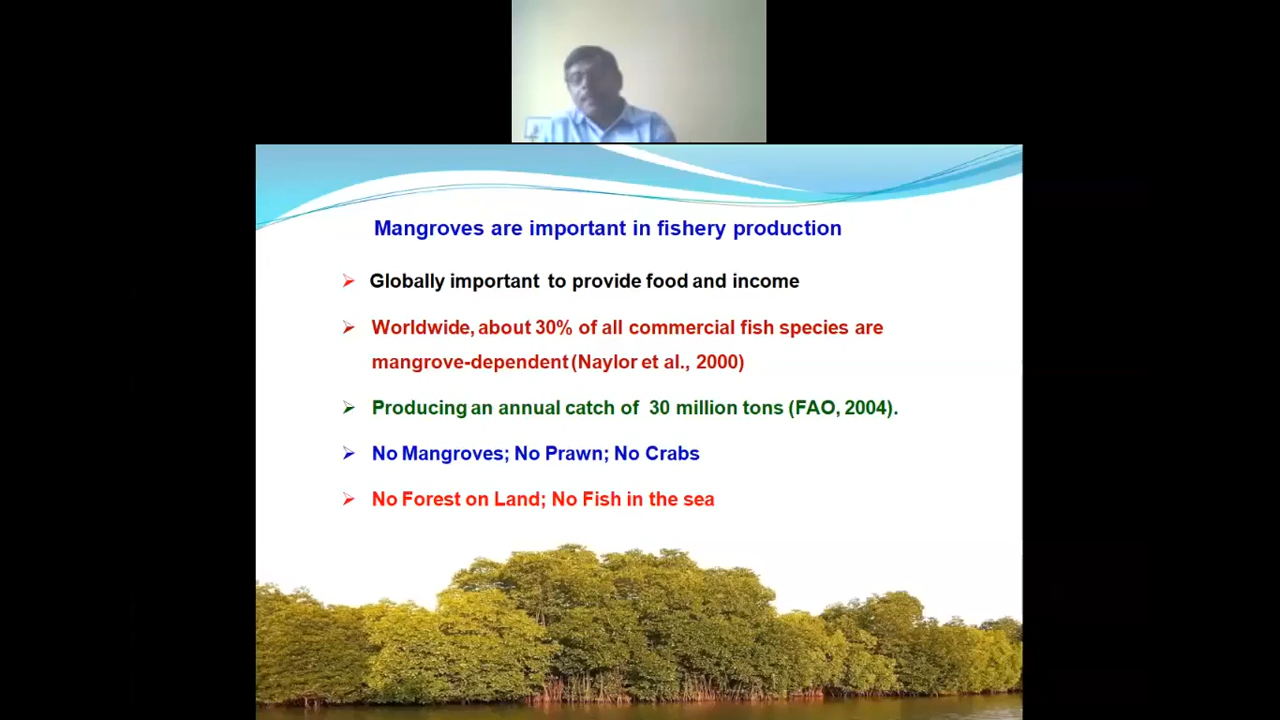 Mangroves are important in fishery production
Globally important to provide food and income
Worldwide, about 30% of all commercial fish species are
mangrove-dependent (Naylor et al., 2000)
Producing an annual catch of 30 million tons (FAO, 2004).
No Mangroves; No Prawn; No Crabs
No Forest on Land; No Fish in the sea